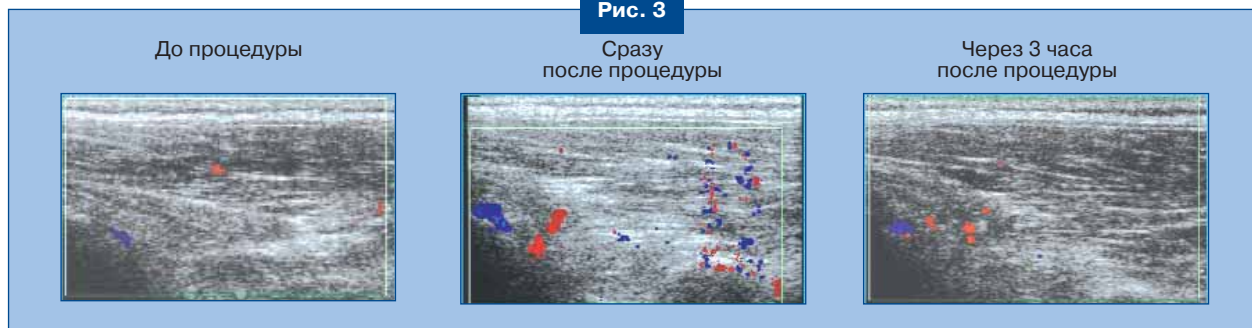 Рис. 3
До процедуры
Сразу
после процедуры
Через 3 часа
после процедуры